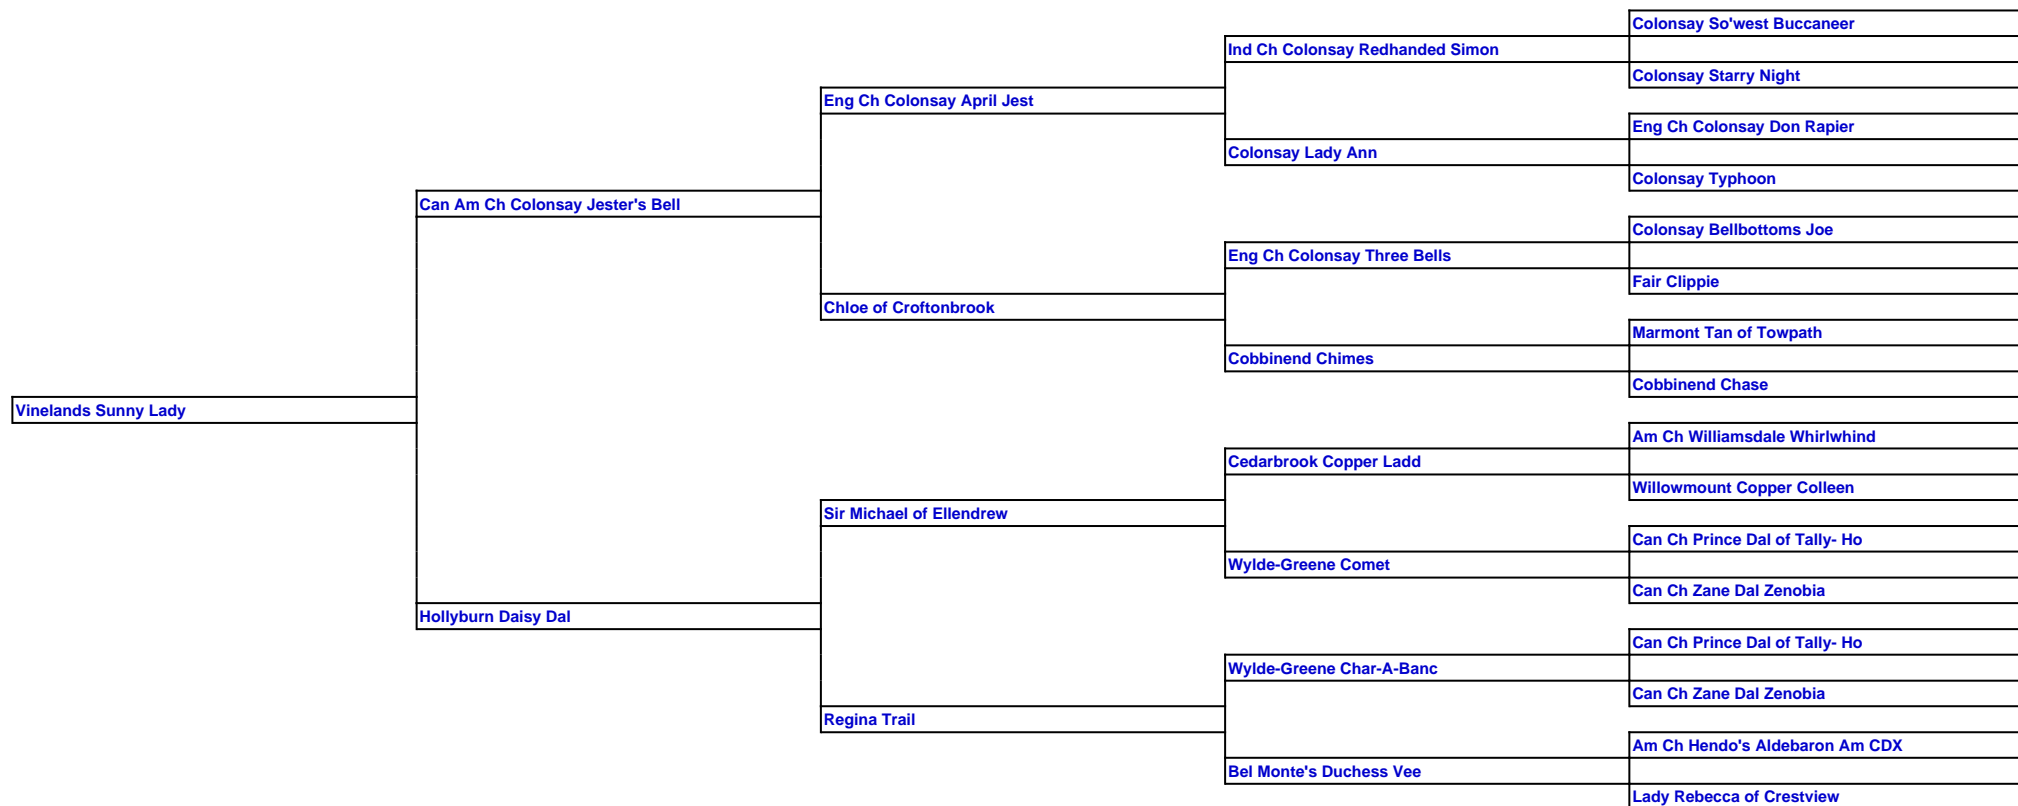 Colonsay So'west Buccaneer
Ind Ch Colonsay Redhanded Simon
Colonsay Starry Night
Eng Ch Colonsay April Jest
Eng Ch Colonsay Don Rapier
Colonsay Lady Ann
Colonsay Typhoon
Can Am Ch Colonsay Jester's Bell
Colonsay Bellbottoms Joe
Eng Ch Colonsay Three Bells
Fair Clippie
Chloe of Croftonbrook
Marmont Tan of Towpath
Cobbinend Chimes
Cobbinend Chase
Vinelands Sunny Lady
Am Ch Williamsdale Whirlwhind
Cedarbrook Copper Ladd
Willowmount Copper Colleen
Sir Michael of Ellendrew
Can Ch Prince Dal of Tally- Ho
Wylde-Greene Comet
Can Ch Zane Dal Zenobia
Hollyburn Daisy Dal
Can Ch Prince Dal of Tally- Ho
Wylde-Greene Char-A-Banc
Can Ch Zane Dal Zenobia
Regina Trail
Am Ch Hendo's Aldebaron Am CDX
Bel Monte's Duchess Vee
Lady Rebecca of Crestview